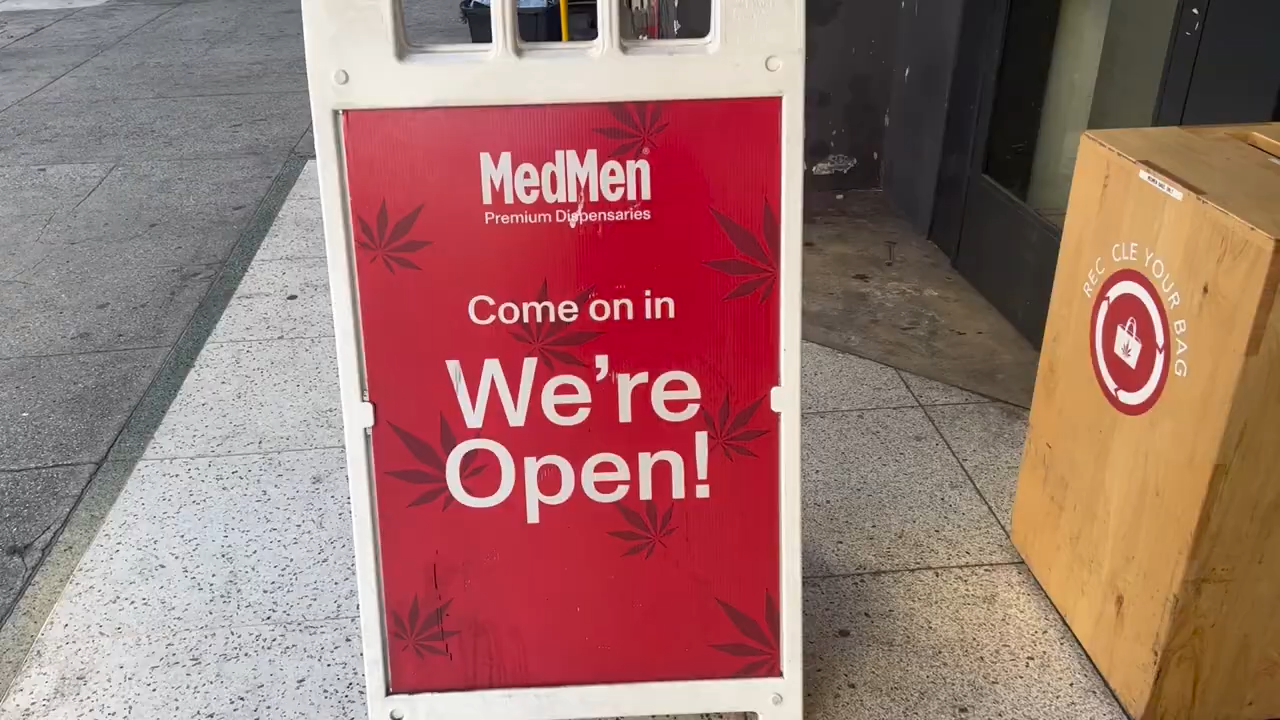 MedMen
Premium Dispensaries
Come on in
We're
Open!
REC CLE YOUR BAG